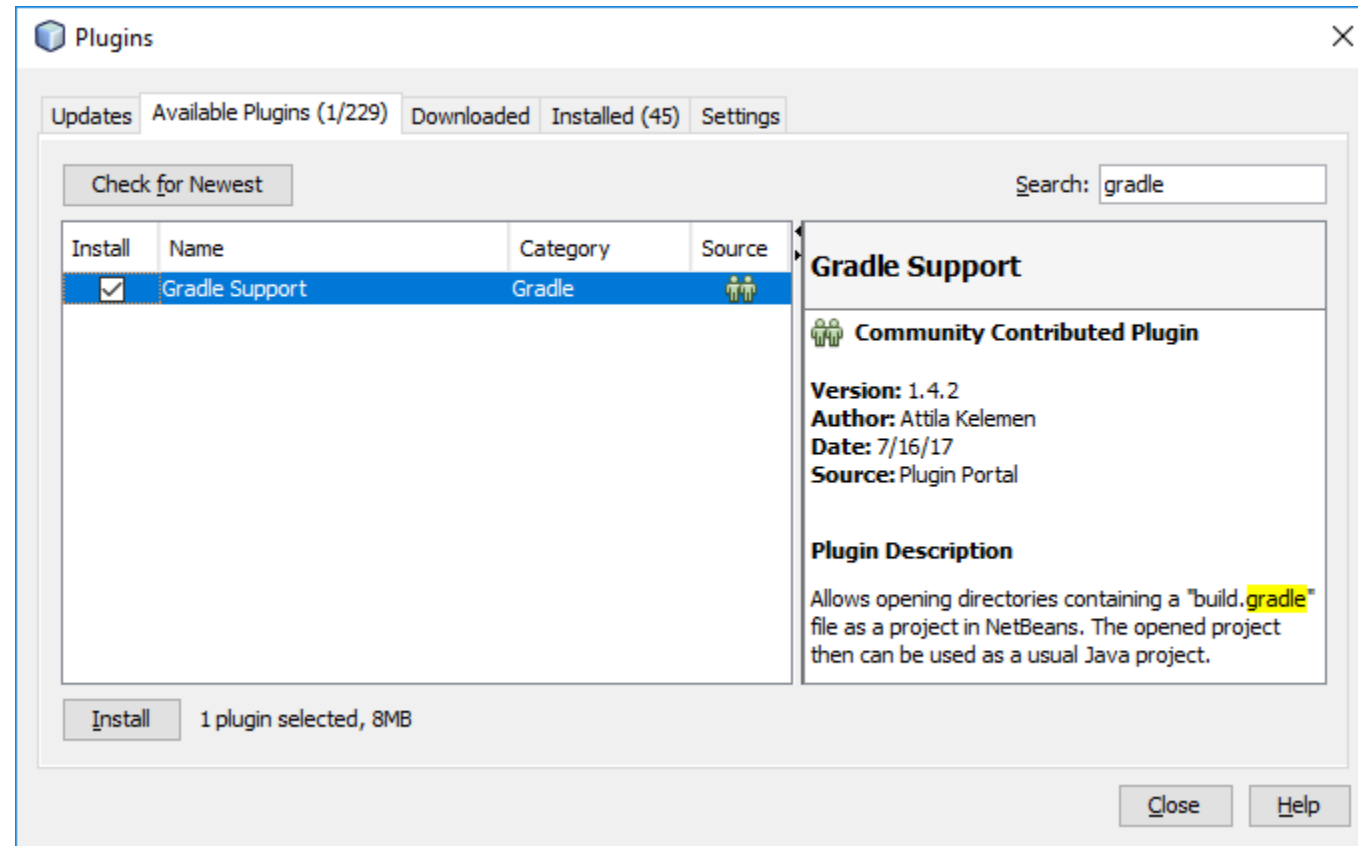 Plugins
Updates Available Plugins (1/229) Downloaded Installed (45) Settings
Check for Newest Search: gradle
Install Name Category Source
Gradle Support Gradle
Gradle Support
Community Contributed Plugin
Version: 1.4.2
Author: Attila Kelemen
Date: 7/16/17
Source: Plugin Portal
Plugin Description
Allows opening directories containing a "build.gradle"
file as a project in NetBeans. The opened project
then can be used as a usual Java project.
Install 1 plugin selected, 8MB
Close Help